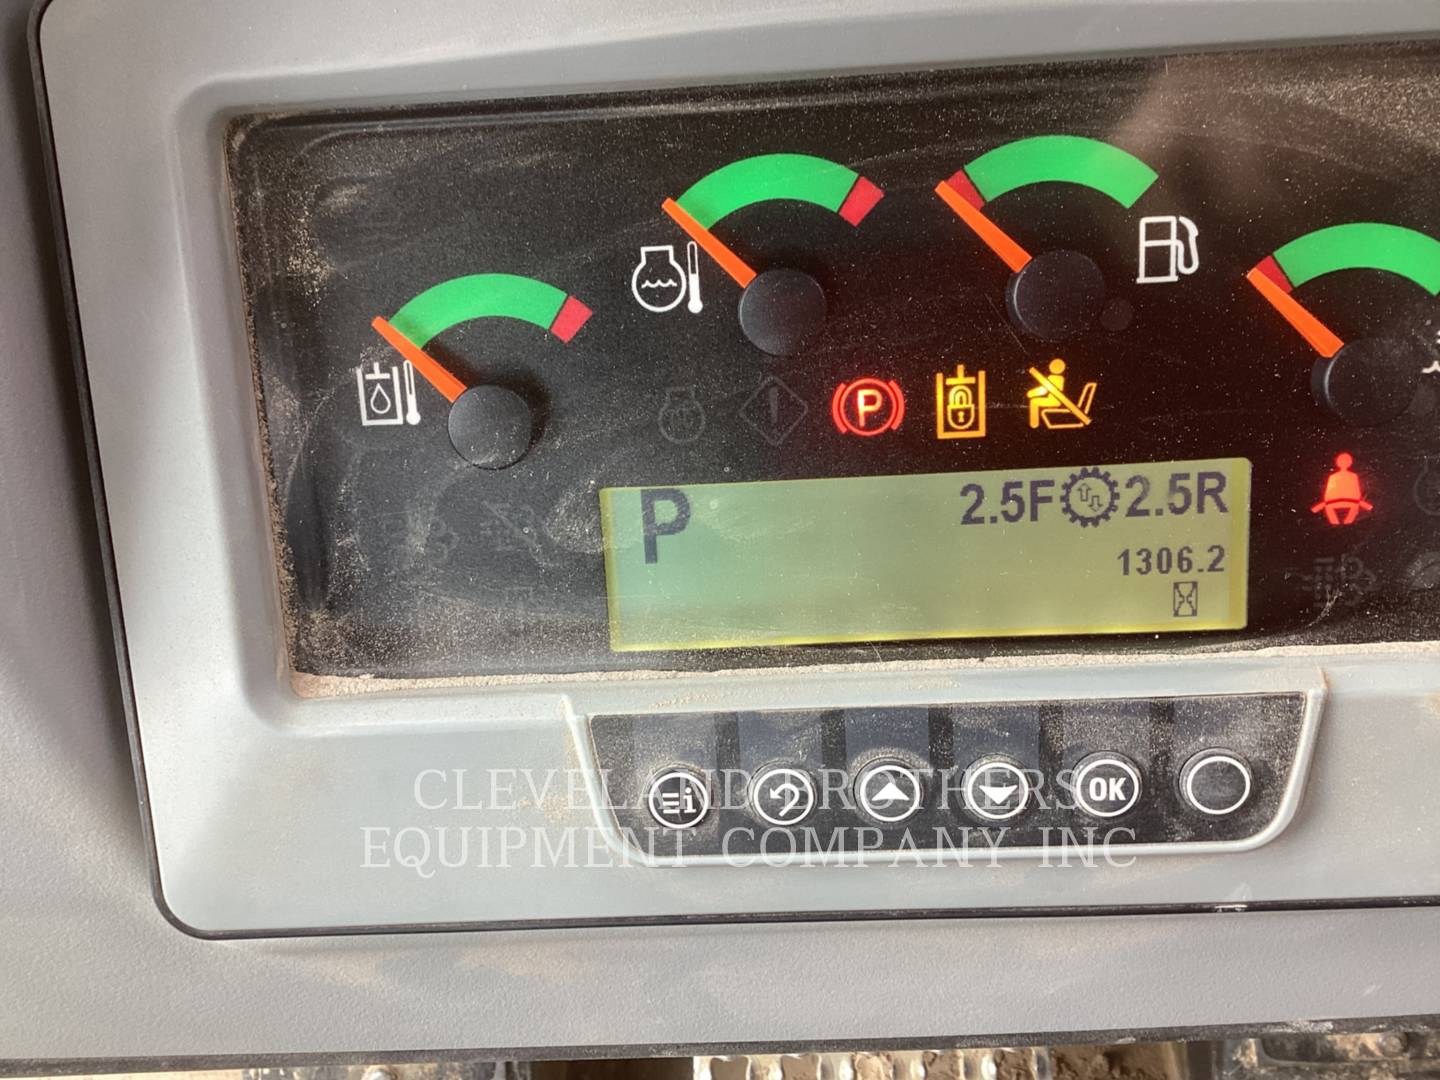 P
P
2.5F 2.5R
1306.2
OK
CLEVELAND BROTHERS
EQUIPMENT COMPANY INC